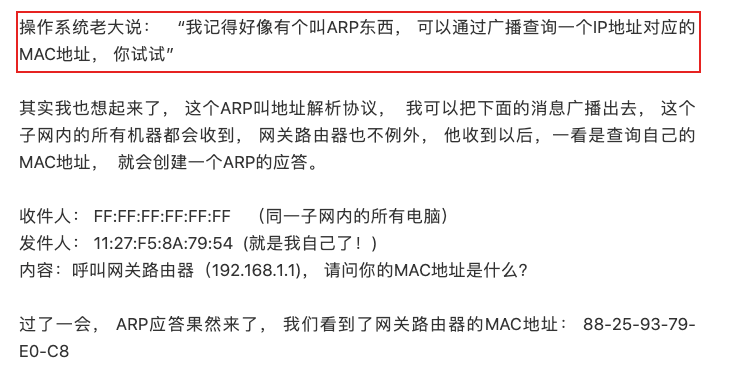 操作系统老大说： “我记得好像有个叫ARP东西， 可以通过广播查询一个IP地址对应的
MAC地址， 你试试”
其实我也想起来了， 这个ARP叫地址解析协议， 我可以把下面的消息广播出去， 这个
子网内的所有机器都会收到， 网关路由器也不例外， 他收到以后，一看是查询自己的
MAC地址， 就会创建一个ARP的应答。
收件人： FF:FF:FF:FF:FF:FF （同一子网内的所有电脑）
发件人： 11:27:F5:8A:79:54 (就是我自己了！)
内容：呼叫网关路由器（192.168.1.1)， 请问你的MAC地址是什么?
过了一会， ARP应答果然来了， 我们看到了网关路由器的MAC地址： 88-25-93-79-
E0-C8